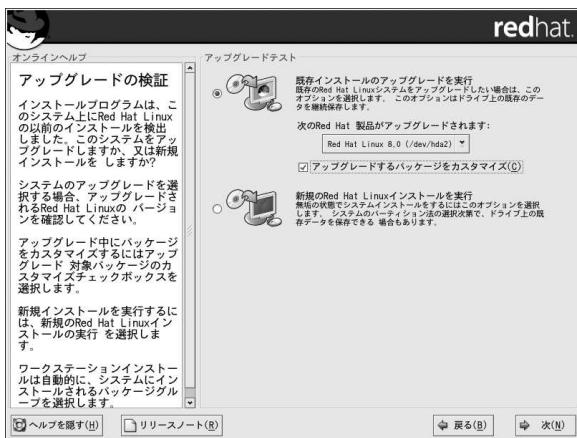 redhat.
オンラインヘルプ
アップグレードの検証
インストールプログラムは、こ
のシステム上にRed Hat Linux
の以前のインストールを検出
しました。このシステムをアッ
プグレードしますか、又は新規
インストールを しますか?
システムのアップグレードを選
択する場合、アップグレードさ
れるRed Hat Linuxの バージョ
ンを確認してください。
アップグレード中にパッケージ
をカスタマイズするにはアップ
グレード 対象パッケージのカ
スタマイズチェックボックスを
選択します。
新規インストールを実行するに
は、新規のRed Hat Linuxイン
ストールの実行 を選択しま
す。
ワークステーションインストー
ルは自動的に、システムにイン
ストールされるパッケージグル
ープを選択します。
アップグレードテスト
既存インストールのアップグレードを実行
既存のRed Hat Linuxシステムをアップグレードしたい場合は、この
オプションを選択します。 このオプションはドライブ上の既存のデー
タを継続保存します。
次のRed Hat 製品がアップグレードされます:
Red Hat Linux 8.0 (/dev/hda2)
アップグレードするパッケージをカスタマイズ(C)
新規のRed Hat Linuxインストールを実行
無垢の状態でシステムインストールをするにはこのオプションを選択
します。 システムのパーティション法の選択次第で、ドライブ上の既
存データを保存できる 場合もあります。
ヘルプを隠す(H)
リリースノート(R)
戻る(B)
次(N)